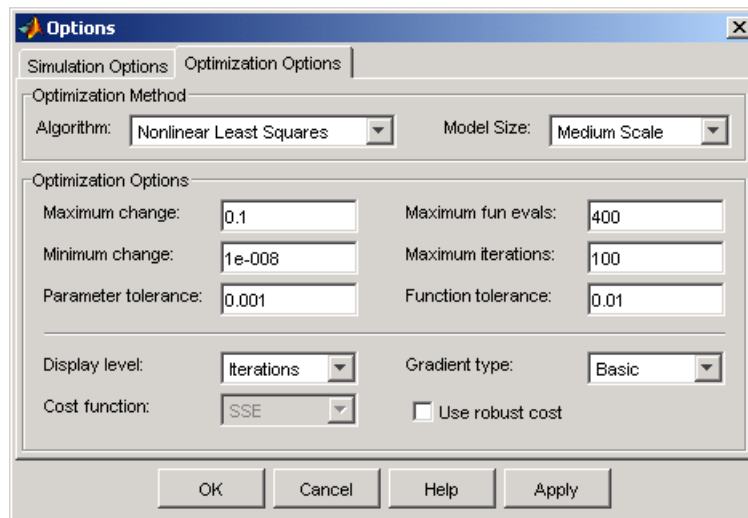 Options
Simulation Options Optimization Options
Optimization Method
Algorithm: Nonlinear Least Squares Model Size: Medium Scale
Optimization Options
Maximum change: 0.1 Maximum fun evals: 400
Minimum change: 1e-008 Maximum iterations: 100
Parameter tolerance: 0.001 Function tolerance: 0.01
Display level: Iterations Gradient type: Basic
Cost function: SSE Use robust cost
OK Cancel Help Apply